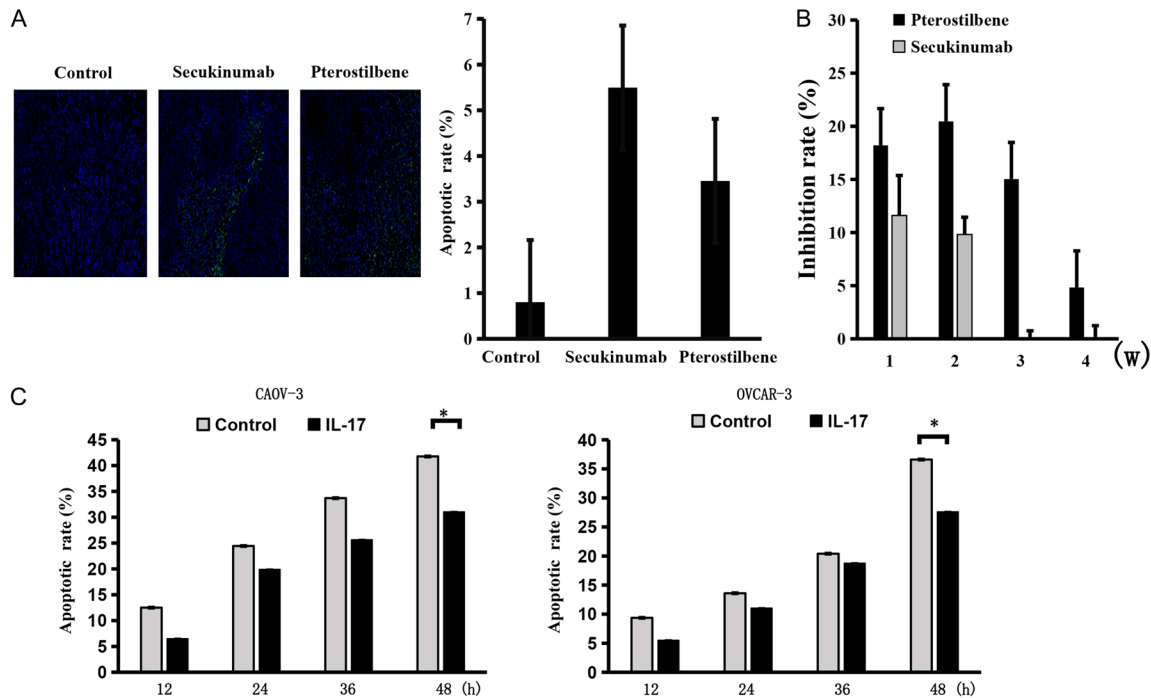 A
Control
Secukinumab
Pterostilbene
Apoptotic rate (%)
7
6
5
4
3
2
1
0
Control
Secukinumab
Pterostilbene
B
Pterostilbene
Secukinumab
Inhibition rate (%)
30
25
20
15
10
5
0
1
2
3
4
(W)
C
CAOV-3
Control
IL-17
*
Apoptotic rate (%)
45
40
35
30
25
20
15
10
5
0
12
24
36
48 (h)
OVCAR-3
Control
IL-17
*
Apoptotic rate (%)
40
35
30
25
20
15
10
5
0
12
24
36
48 (h)